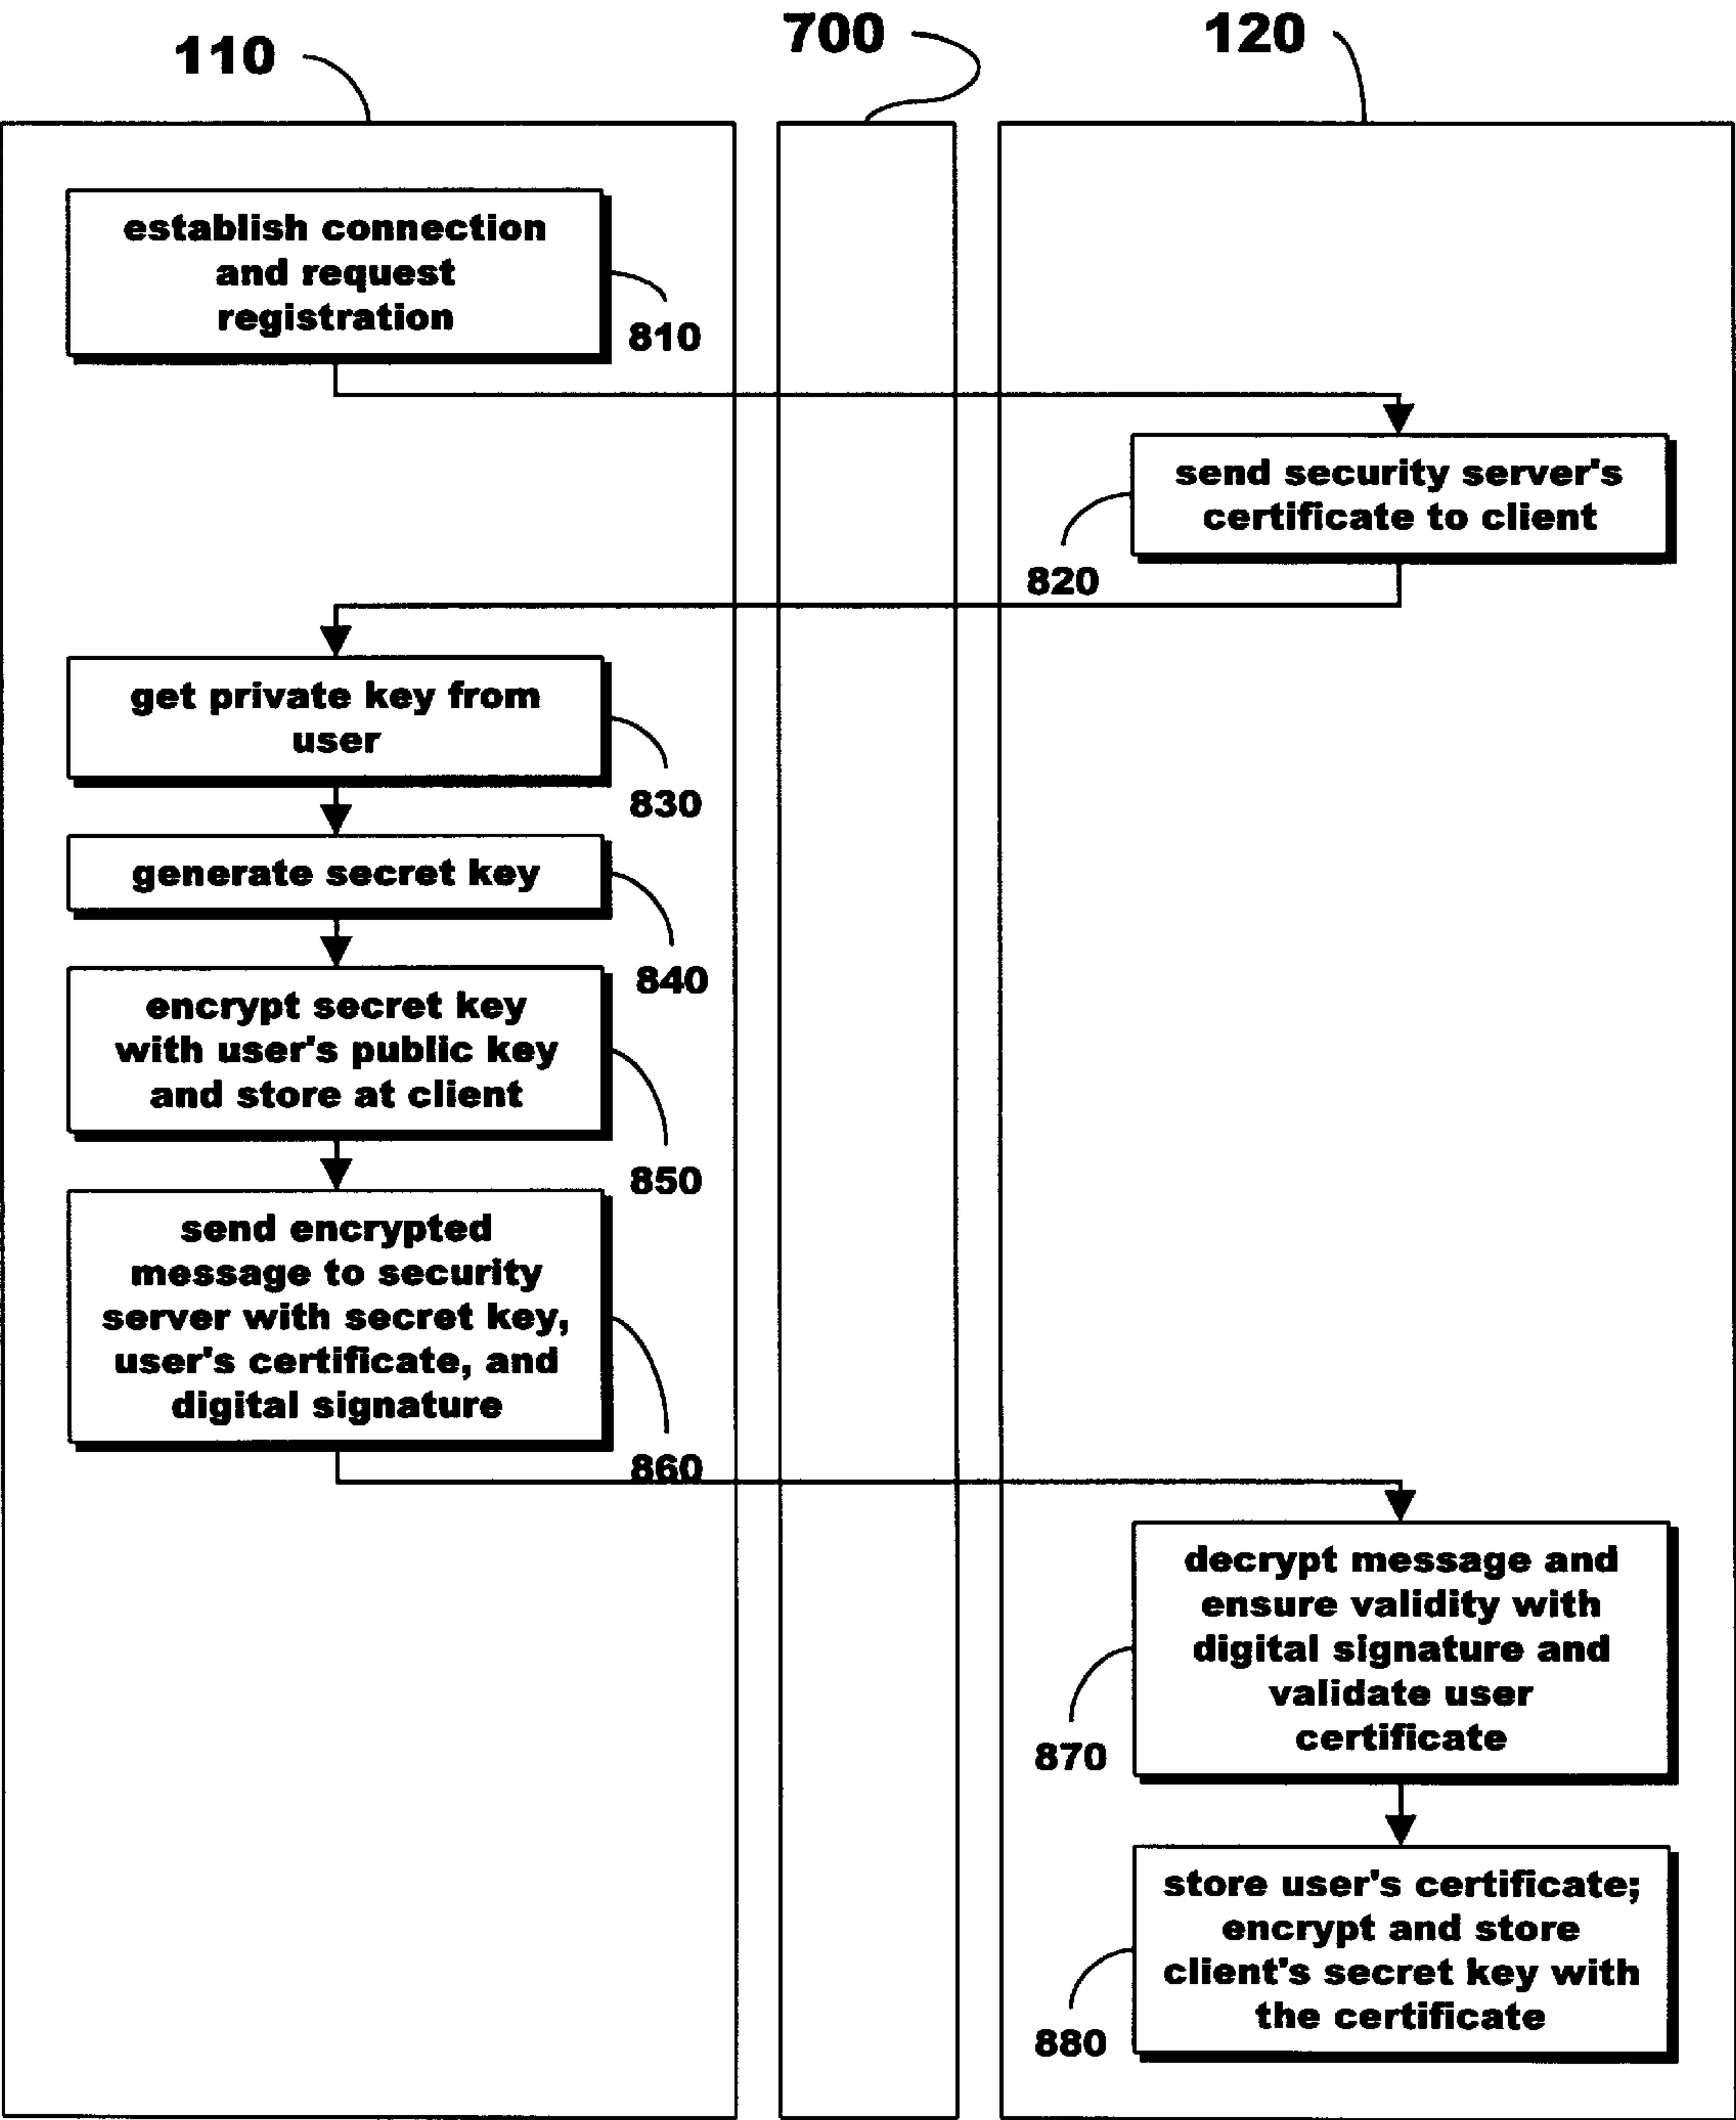 110
700
120
establish connection
and request
registration
810
send security server's
certificate to client
820
get private key from
user
830
generate secret key
840
encrypt secret key
with user's public key
and store at client
850
send encrypted
message to security
server with secret key,
user's certificate, and
digital signature
860
decrypt message and
ensure validity with
digital signature and
validate user
certificate
870
store user's certificate;
encrypt and store
client's secret key with
the certificate
880